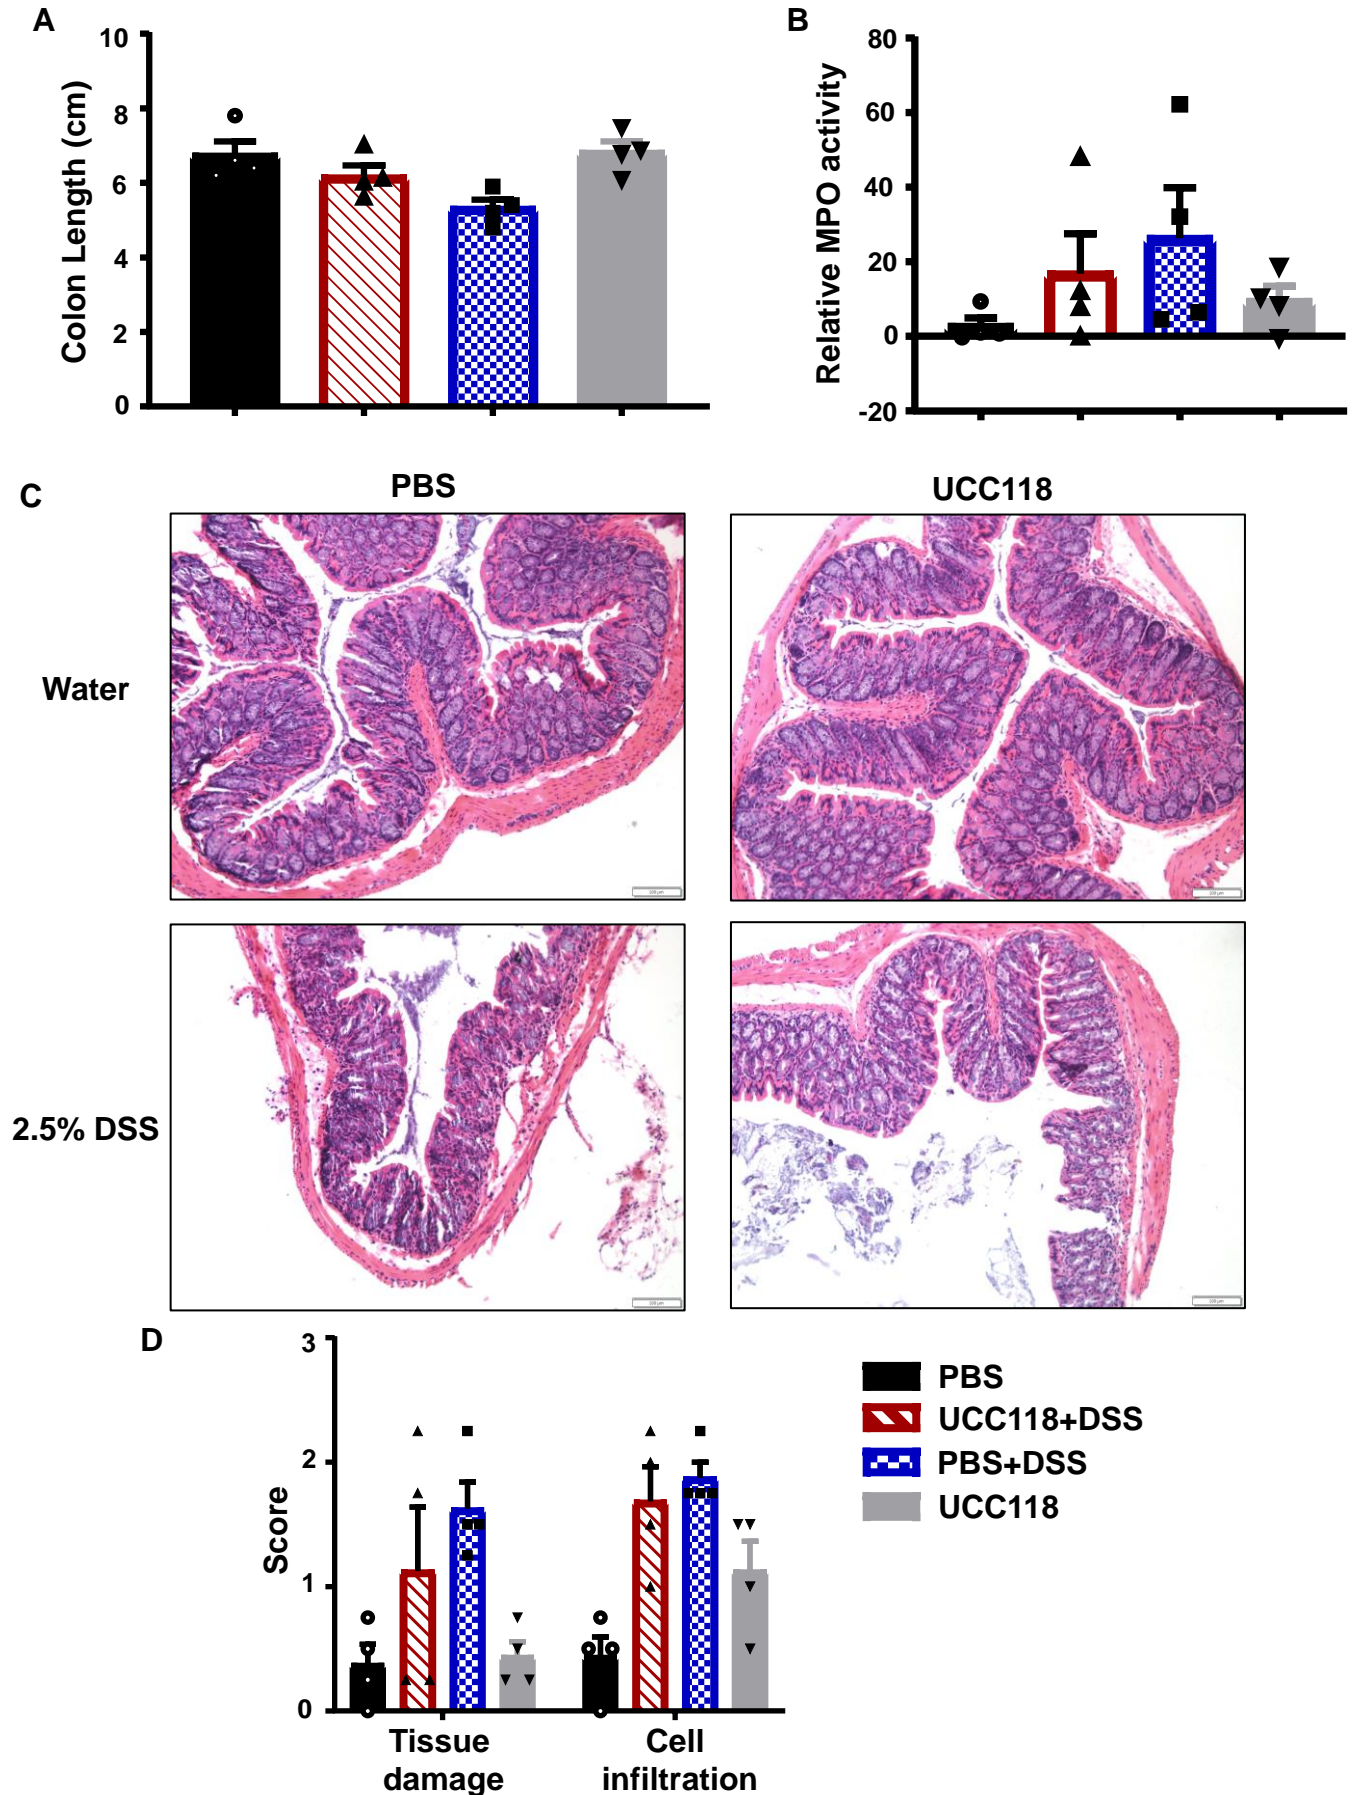 A
10
8
6
4
2
0
Colon Length (cm)
B
80
60
40
20
0
-20
Relative MPO activity
C
PBS
UCC118
Water
2.5% DSS
D
3
2
1
0
Score
Tissue
damage
Cell
infiltration
PBS
UCC118+DSS
PBS+DSS
UCC118